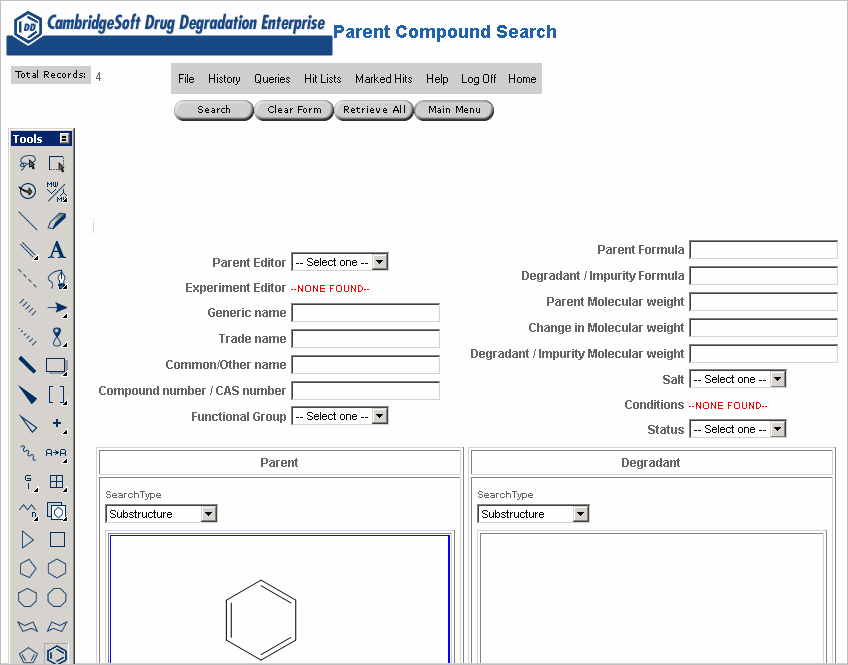 DD CambridgeSoft Drug Degradation Enterprise
Parent Compound Search
Total Records: 4
File History Queries Hit Lists Marked Hits Help Log Off Home
Search Clear Form Retrieve All Main Menu
Tools
MW
A
A
Parent Editor -- Select one --
Experiment Editor --NONE FOUND--
Generic name
Trade name
Common/Other name
Compound number / CAS number
Functional Group -- Select one --
Parent Formula
Degradant / Impurity Formula
Parent Molecular weight
Change in Molecular weight
Degradant / Impurity Molecular weight
Salt -- Select one --
Conditions --NONE FOUND--
Status -- Select one --
Parent
SearchType
Substructure
Degradant
SearchType
Substructure